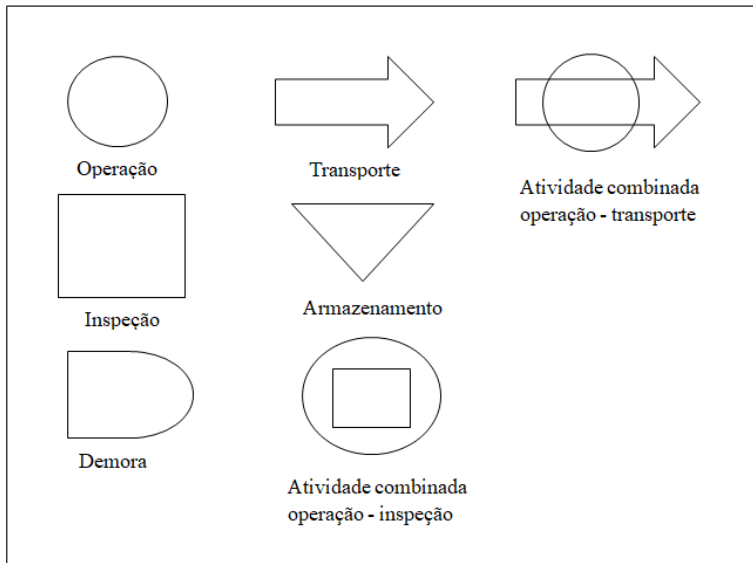 Operação
Transporte
Atividade combinada
operação - transporte
Inspeção
Armazenamento
Demora
Atividade combinada
operação - inspeção